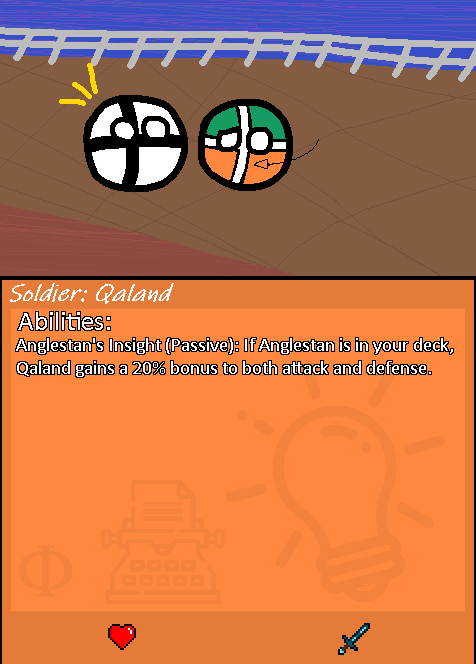 Soldier: Qaland
Abilities:
Anglestan's Insight (Passive): If Anglestan is in your deck,
Qaland gains a 20% bonus to both attack and defense.
Φ